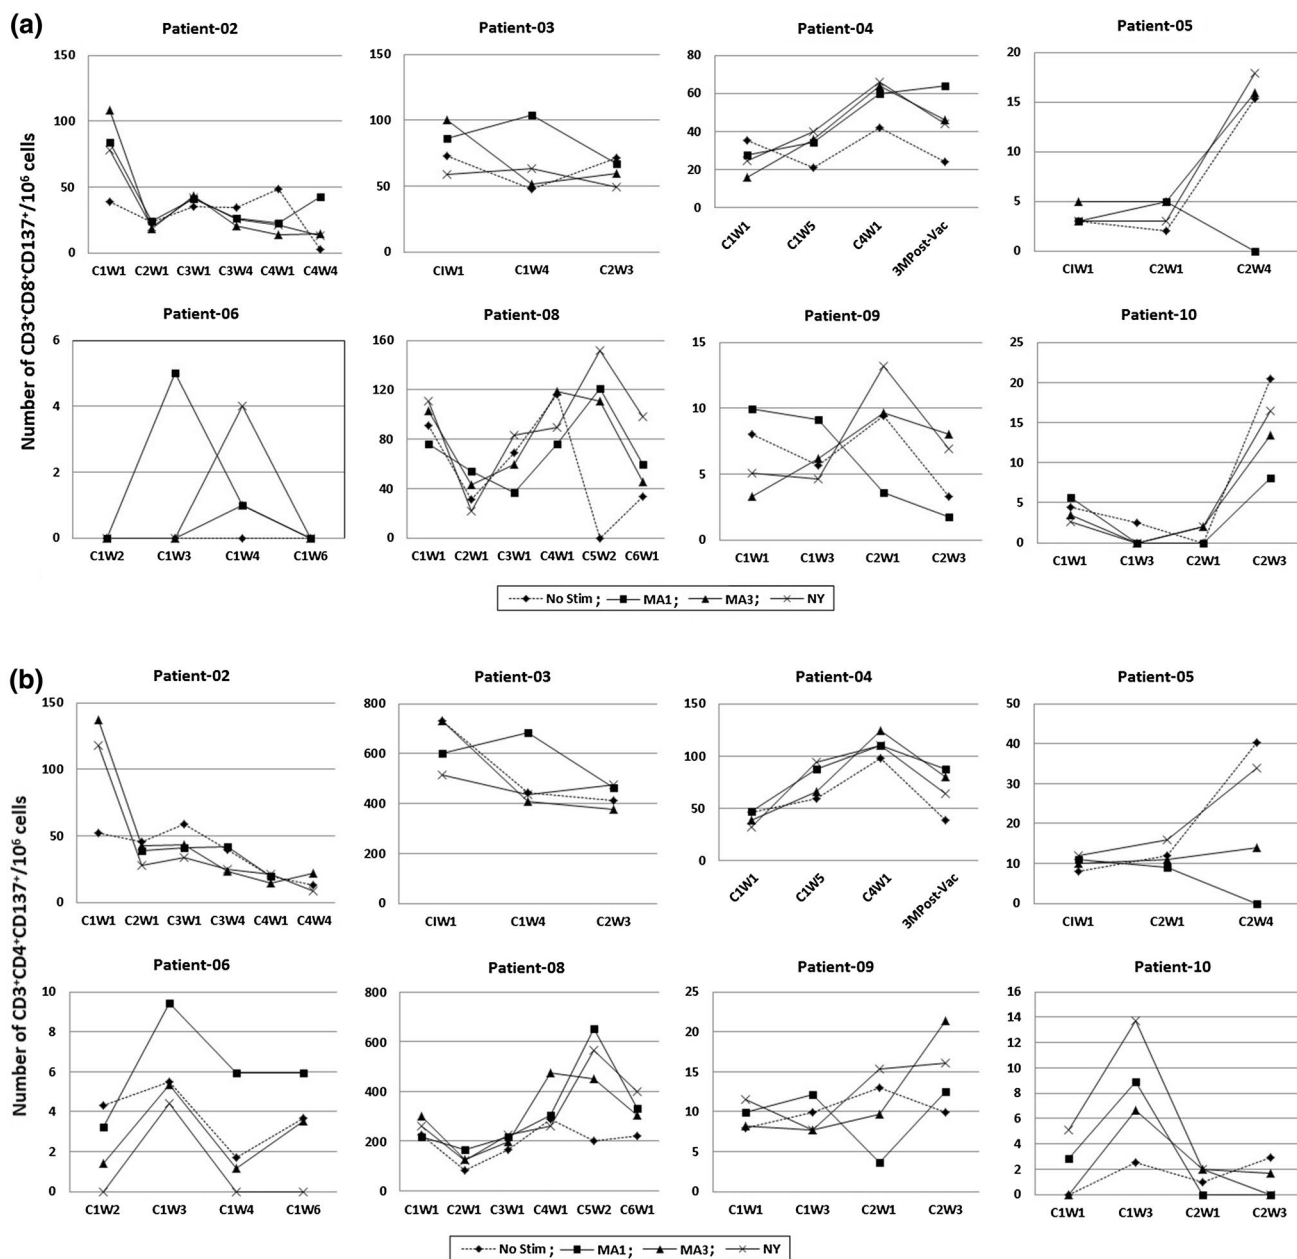 (a)
Number of CD3⁺CD8⁺CD137⁺/10⁶ cells
Patient-02
150
100
50
0
C1W1 C2W1 C3W1 C3W4 C4W1 C4W4
Patient-03
150
100
50
0
CIW1 C1W4 C2W3
Patient-04
80
60
40
20
0
C1W1 C1W5 C4W1 3MPost-Vac
Patient-05
20
15
10
5
0
CIW1 C2W1 C2W4
Patient-06
6
4
2
0
C1W2 C1W3 C1W4 C1W6
Patient-08
160
120
80
40
0
C1W1 C2W1 C3W1 C4W1 C5W2 C6W1
Patient-09
15
10
5
0
C1W1 C1W3 C2W1 C2W3
Patient-10
25
20
15
10
5
0
C1W1 C1W3 C2W1 C2W3
No Stim ; MA1; MA3; NY
(b)
Number of CD3⁺CD4⁺CD137⁺/10⁶ cells
Patient-02
150
100
50
0
C1W1 C2W1 C3W1 C3W4 C4W1 C4W4
Patient-03
800
600
400
200
0
CIW1 C1W4 C2W3
Patient-04
150
100
50
0
C1W1 C1W5 C4W1 3MPost-Vac
Patient-05
50
40
30
20
10
0
CIW1 C2W1 C2W4
Patient-06
10
8
6
4
2
0
C1W2 C1W3 C1W4 C1W6
Patient-08
800
600
400
200
0
C1W1 C2W1 C3W1 C4W1 C5W2 C6W1
Patient-09
25
20
15
10
5
0
C1W1 C1W3 C2W1 C2W3
Patient-10
16
14
12
10
8
6
4
2
0
C1W1 C1W3 C2W1 C2W3
No Stim ; MA1; MA3; NY